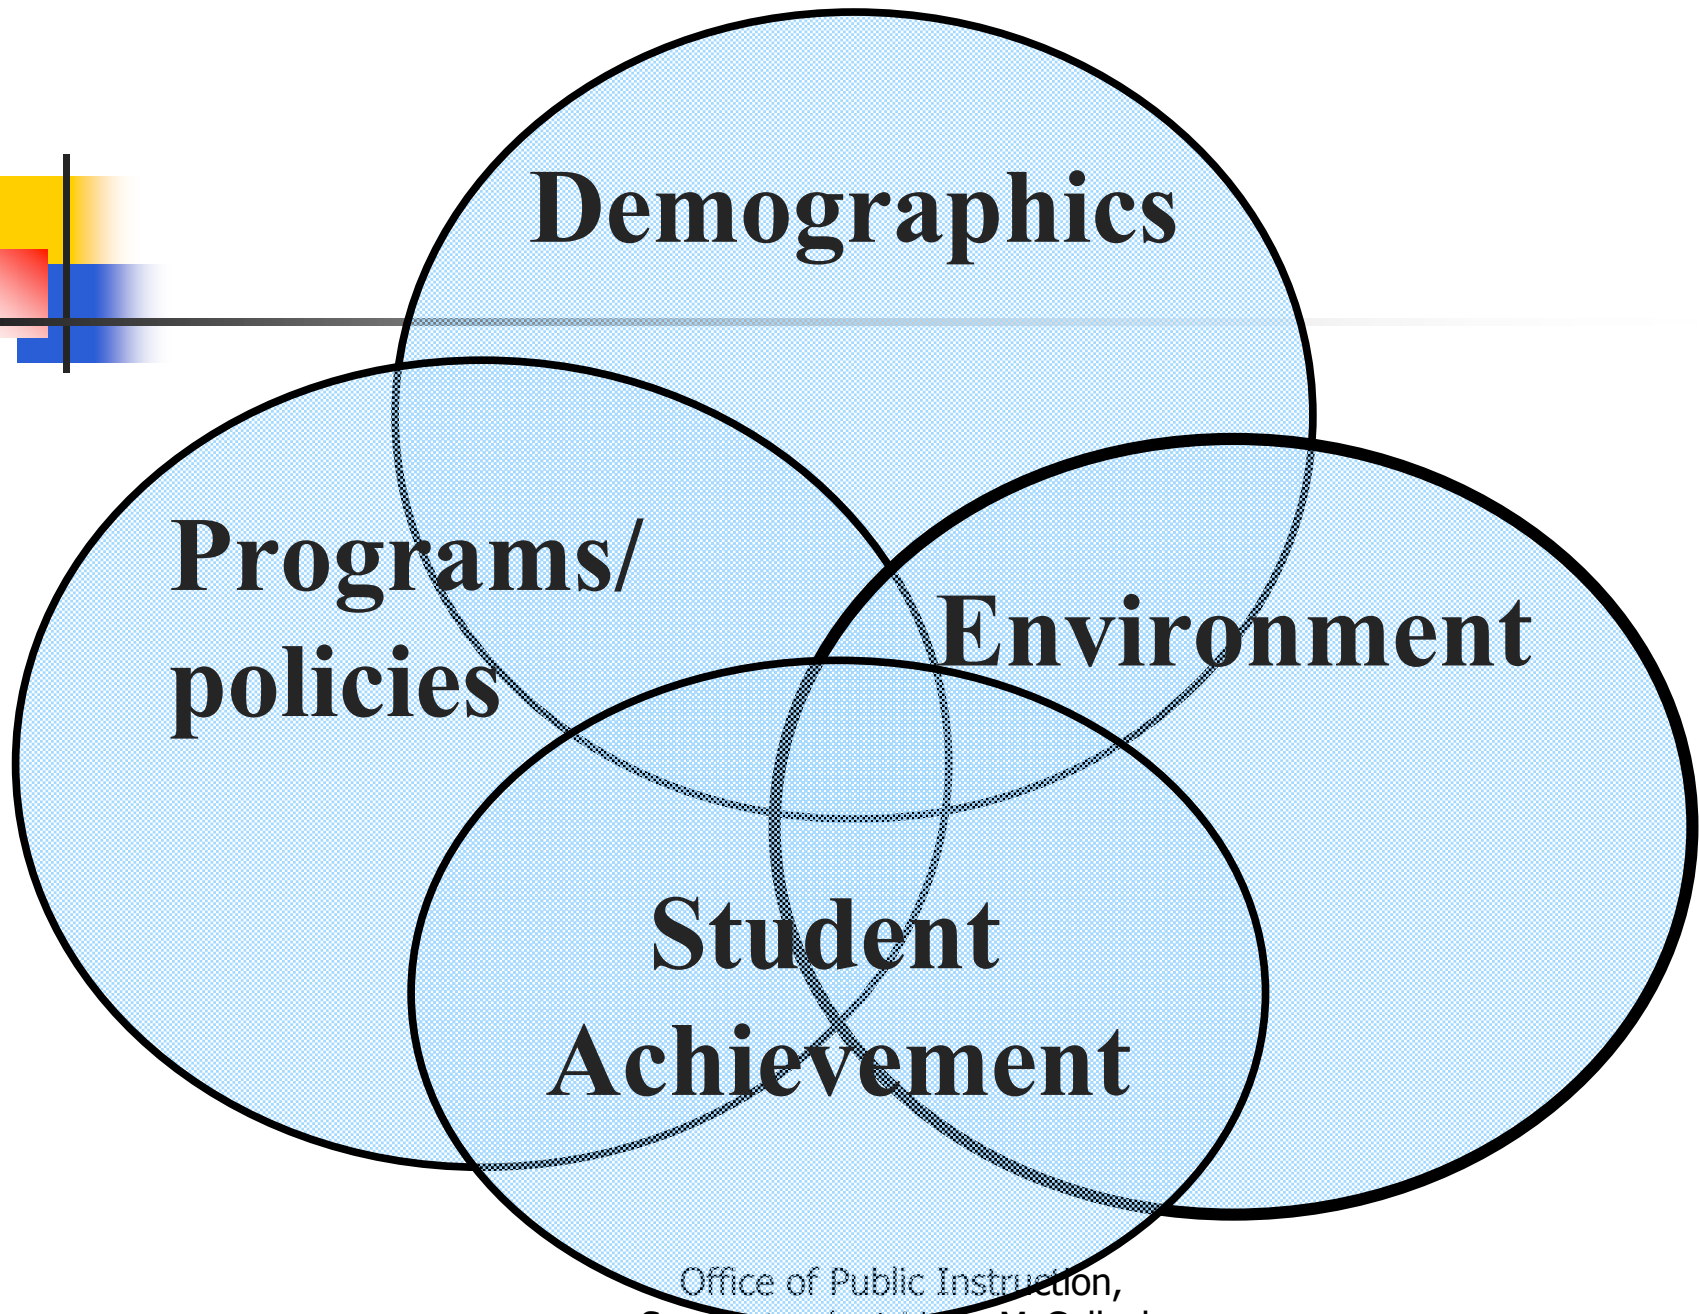 Demographics
Programs/
policies
Environment
Student
Achievement
Office of Public Instruction,